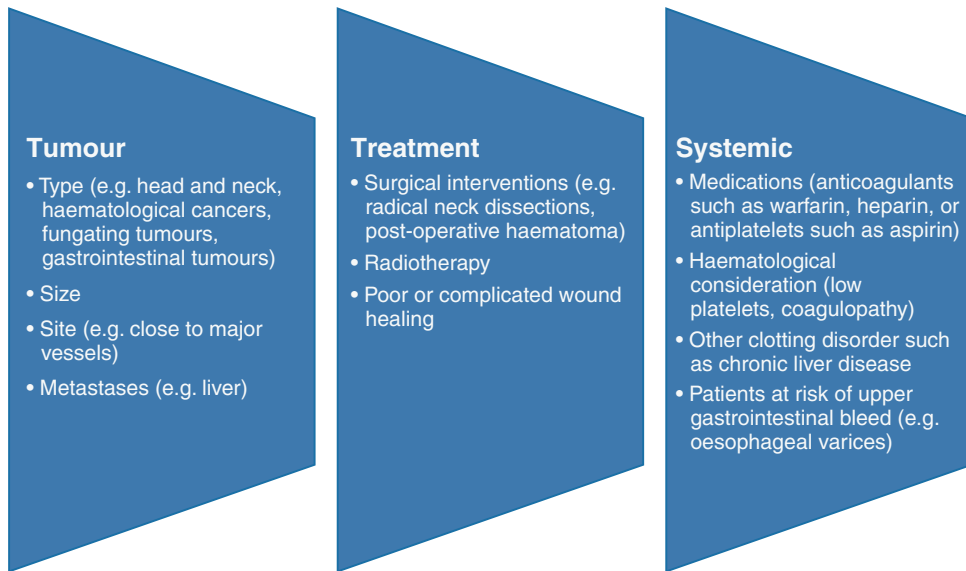 Tumour
• Type (e.g. head and neck,
haematological cancers,
fungating tumours,
gastrointestinal tumours)
• Size
• Site (e.g. close to major
vessels)
• Metastases (e.g. liver)
Treatment
• Surgical interventions (e.g.
radical neck dissections,
post-operative haematoma)
• Radiotherapy
• Poor or complicated wound
healing
Systemic
• Medications (anticoagulants
such as warfarin, heparin, or
antiplatelets such as aspirin)
• Haematological
consideration (low
platelets, coagulopathy)
• Other clotting disorder such
as chronic liver disease
• Patients at risk of upper
gastrointestinal bleed (e.g.
oesophageal varices)